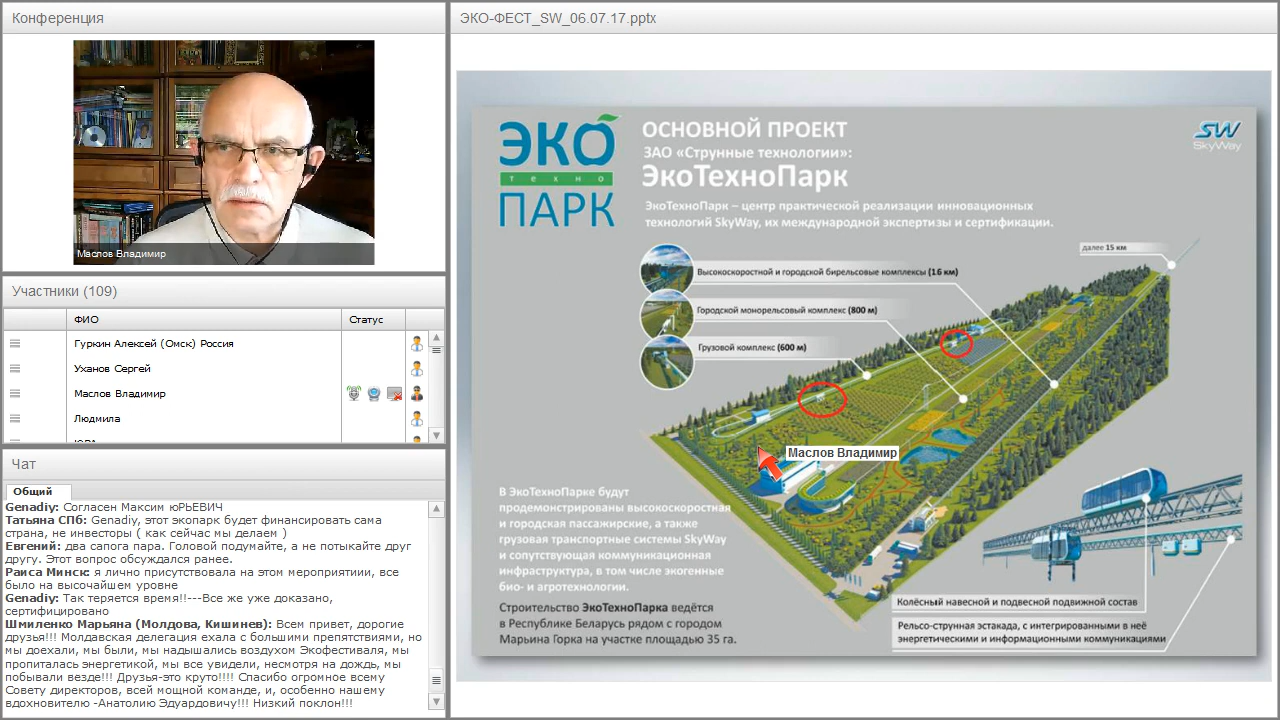 Конференция
Маслов Владимир
Участники (109)
ФИО
Статус
Гуркин Алексей (Омск) Россия
Уханов Сергей
Маслов Владимир
Людмила
Чат
Общий
Genadiy: Согласен Максим юРЬЕВИЧ
Татьяна СПб: Genadiy, этот экопарк будет финансировать сама
страна, не инвесторы ( как сейчас мы делаем )
Евгений: два сапога пара. Головой подумайте, а не потыкайте друг
другу. Этот вопрос обсуждался ранее.
Раиса Минск: я лично присутствовала на этом мероприятиии, все
было на высочайшем уровне
Genadiy: Так теряется время!!---Все же уже доказано,
сертифицировано
Шмиленко Марьяна (Молдова, Кишинев): Всем привет, дорогие
друзья!!! Молдавская делегация ехала с большими препятствиями, но
мы доехали, мы были, мы надышались воздухом Экофестиваля, мы
пропиталась энергетикой, мы все увидели, несмотря на дождь, мы
побывали везде!!! Друзья-это круто!!!! Спасибо огромное всему
Совету директоров, всей мощной команде, и, особенно нашему
вдохновителю -Анатолию Эдуардовичу!!! Низкий поклон!!!
ЭКО-ФЕСТ_SW_06.07.17.pptx
ЭКО
техно
ПАРК
ОСНОВНОЙ ПРОЕКТ
ЗАО «Струнные технологии»:
ЭкоТехноПарк
ЭкоТехноПарк – центр практической реализации инновационных
технологий SkyWay, их международной экспертизы и сертификации.
SW
SkyWay
далее 15 км
Высокоскоростной и городской бирельсовые комплексы (1.6 км)
Городской монорельсовый комплекс (800 м)
Грузовой комплекс (600 м)
Маслов Владимир
В ЭкоТехноПарке будут
продемонстрированы высокоскоростная
и городская пассажирские, а также
грузовая транспортные системы SkyWay
и сопутствующая коммуникационная
инфраструктура, в том числе экогенные
био- и агротехнологии.
Строительство ЭкоТехноПарка ведётся
в Республике Беларусь рядом с городом
Марьина Горка на участке площадью 35 га.
Колёсный навесной и подвесной подвижной состав
Рельсо-струнная эстакада, с интегрированными в неё
энергетическими и информационными коммуникациями